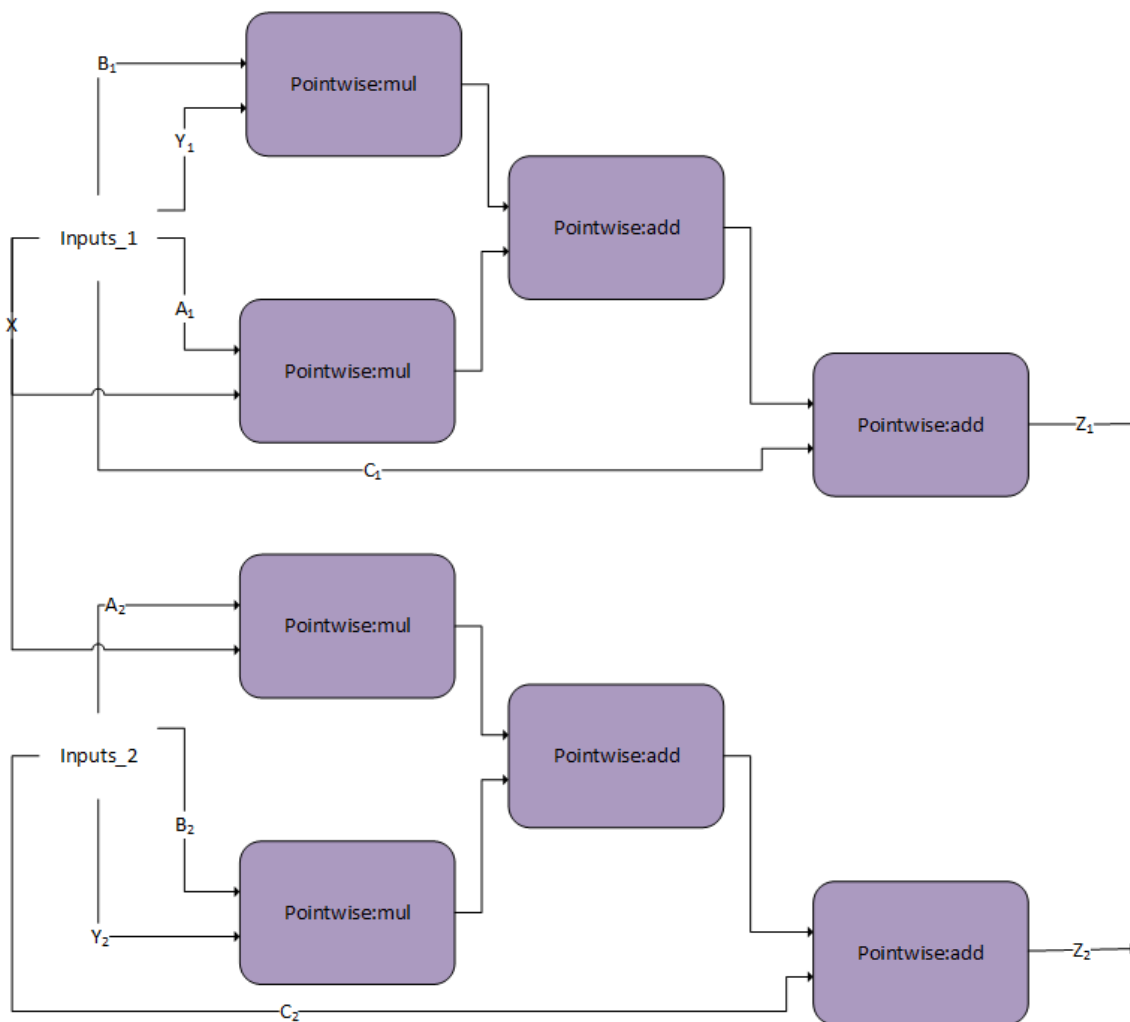 B₁
Pointwise:mul
Y₁
Pointwise:add
Inputs_1
A₁
X
Pointwise:mul
Pointwise:add
Z₁
C₁
A₂
Pointwise:mul
Inputs_2
Pointwise:add
B₂
Pointwise:mul
Y₂
Pointwise:add
Z₂
C₂